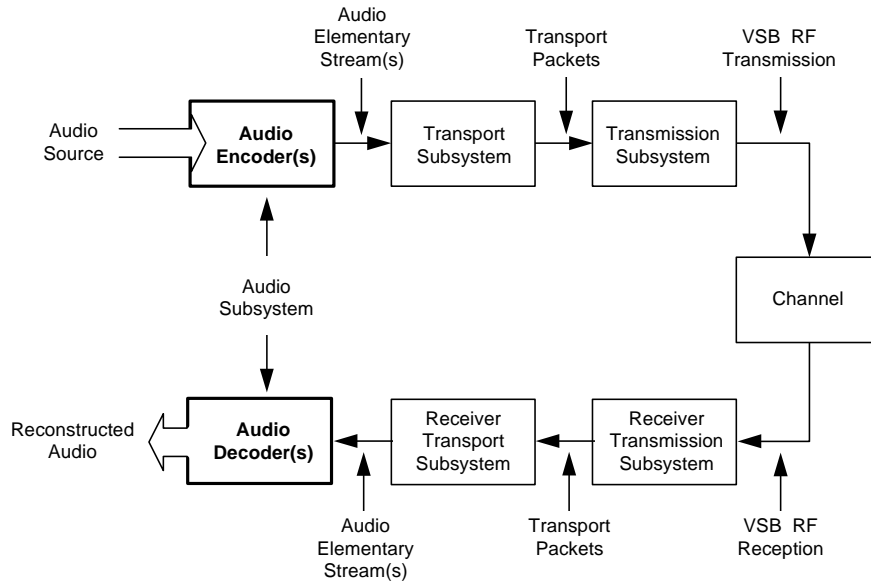 Audio
Elementary
Stream(s)
Transport
Packets
VSB RF
Transmission
Audio
Source
Audio
Encoder(s)
Transport
Subsystem
Transmission
Subsystem
Audio
Subsystem
Channel
Reconstructed
Audio
Audio
Decoder(s)
Receiver
Transport
Subsystem
Receiver
Transmission
Subsystem
Audio
Elementary
Stream(s)
Transport
Packets
VSB RF
Reception